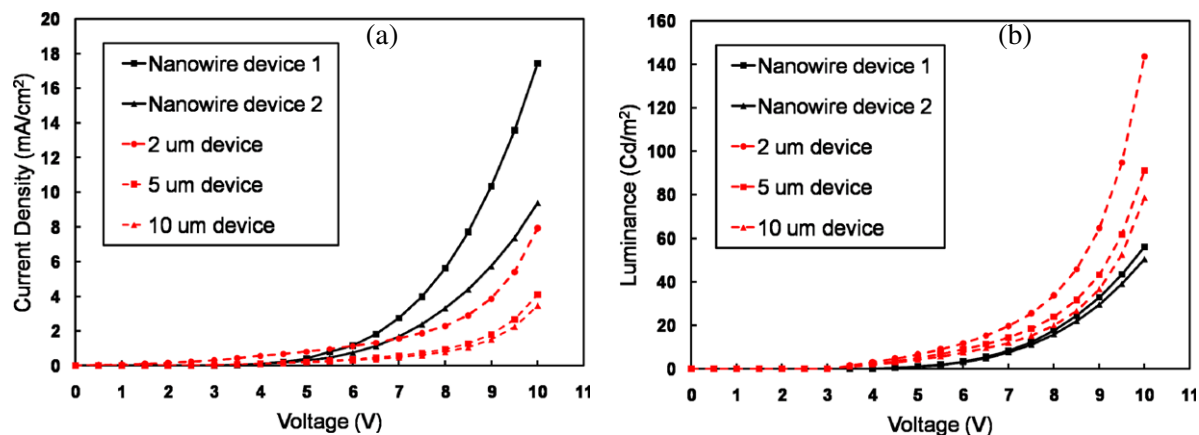 (a)
Current Density (mA/cm²)
20
18
16
14
12
10
8
6
4
2
0
Nanowire device 1
Nanowire device 2
2 um device
5 um device
10 um device
0 1 2 3 4 5 6 7 8 9 10 11
Voltage (V)
(b)
Luminance (Cd/m²)
160
140
120
100
80
60
40
20
0
Nanowire device 1
Nanowire device 2
2 um device
5 um device
10 um device
0 1 2 3 4 5 6 7 8 9 10 11
Voltage (V)